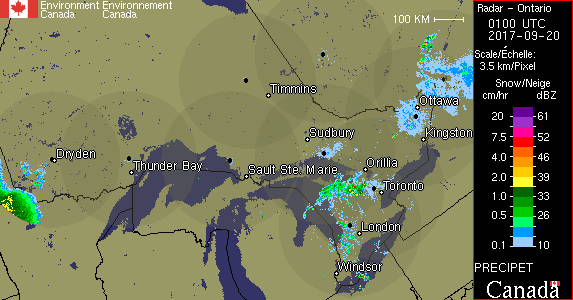 Environment Environnement
Canada Canada
100 KM
Timmins
Ottawa
Sudbury
Kingston
Dryden
Thunder Bay
Sault Ste. Marie
Orillia
Toronto
London
Windsor
Radar - Ontario
0100 UTC
2017-09-20
Scale/Échelle:
3.5 km/Pixel
Snow/Neige
cm/hr dBZ
20 61
7.5 52
4.0 46
2.0 39
1.0 33
0.5 26
0.1 10
PRECIPET
Canada